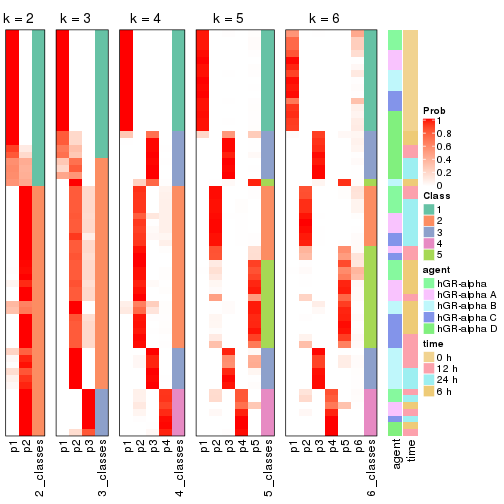 k = 2
k = 3
k = 4
k = 5
k = 6
Prob
1
0.8
0.6
0.4
0.2
0
Class
1
2
3
4
5
agent
hGR-alpha
hGR-alpha A
hGR-alpha B
hGR-alpha C
hGR-alpha D
time
0 h
12 h
24 h
6 h
p1
p2
2_classes
p1
p2
p3
3_classes
p1
p2
p3
p4
4_classes
p1
p2
p3
p4
p5
5_classes
p1
p2
p3
p4
p5
p6
6_classes
agent
time